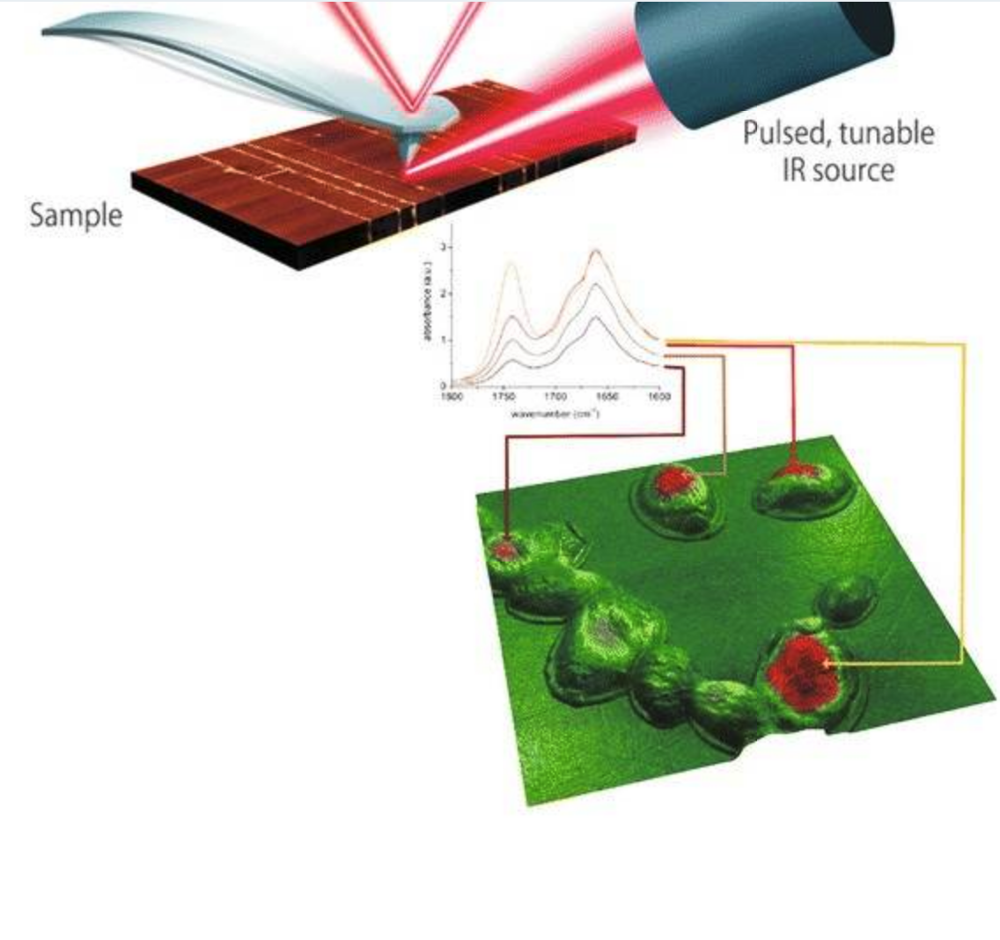 Pulsed, tunable
IR source
Sample
absorbance (a.u.)
3
2
1
0
1800 1750 1700 1650 1600
wavenumber (cm⁻¹)